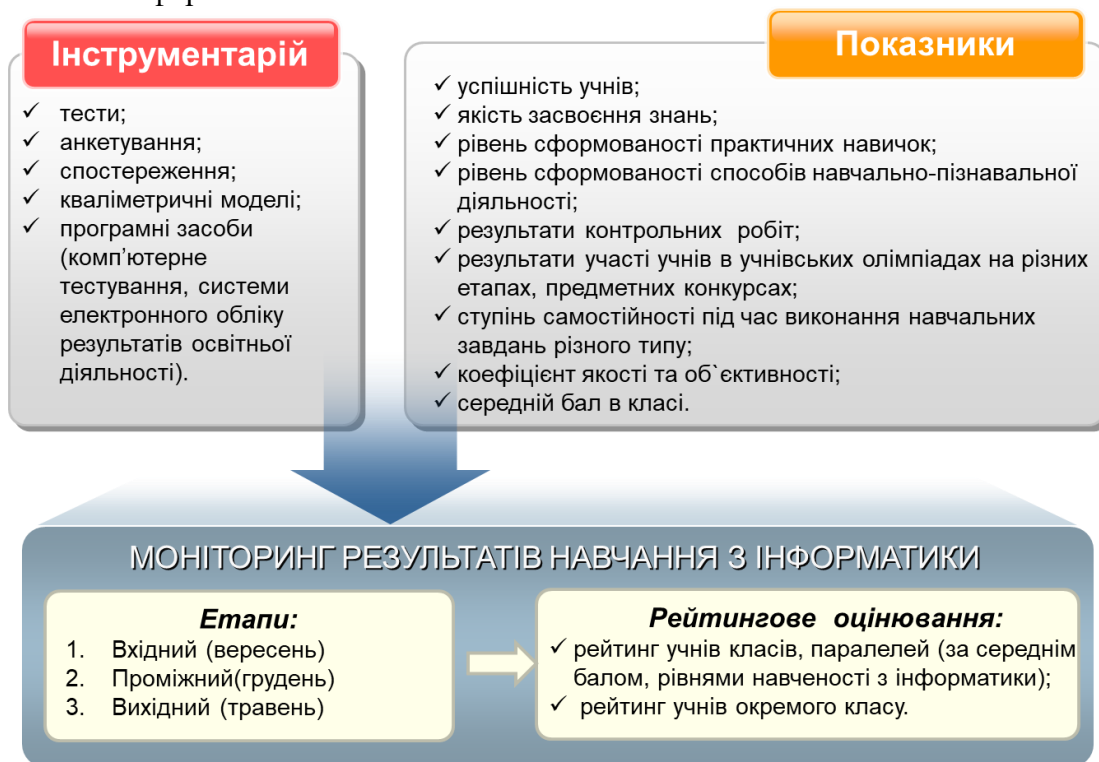 Інструментарій
✓ тести;
✓ анкетування;
✓ спостереження;
✓ кваліметричні моделі;
✓ програмні засоби
(комп’ютерне
тестування, системи
електронного обліку
результатів освітньої
діяльності).
Показники
✓ успішність учнів;
✓ якість засвоєння знань;
✓ рівень сформованості практичних навичок;
✓ рівень сформованості способів навчально-пізнавальної
діяльності;
✓ результати контрольних робіт;
✓ результати участі учнів в учнівських олімпіадах на різних
етапах, предметних конкурсах;
✓ ступінь самостійності під час виконання навчальних
завдань різного типу;
✓ коефіцієнт якості та об`єктивності;
✓ середній бал в класі.
МОНІТОРИНГ РЕЗУЛЬТАТІВ НАВЧАННЯ З ІНФОРМАТИКИ
Етапи:
1. Вхідний (вересень)
2. Проміжний(грудень)
3. Вихідний (травень)
Рейтингове оцінювання:
✓ рейтинг учнів класів, паралелей (за середнім
балом, рівнями навченості з інформатики);
✓ рейтинг учнів окремого класу.